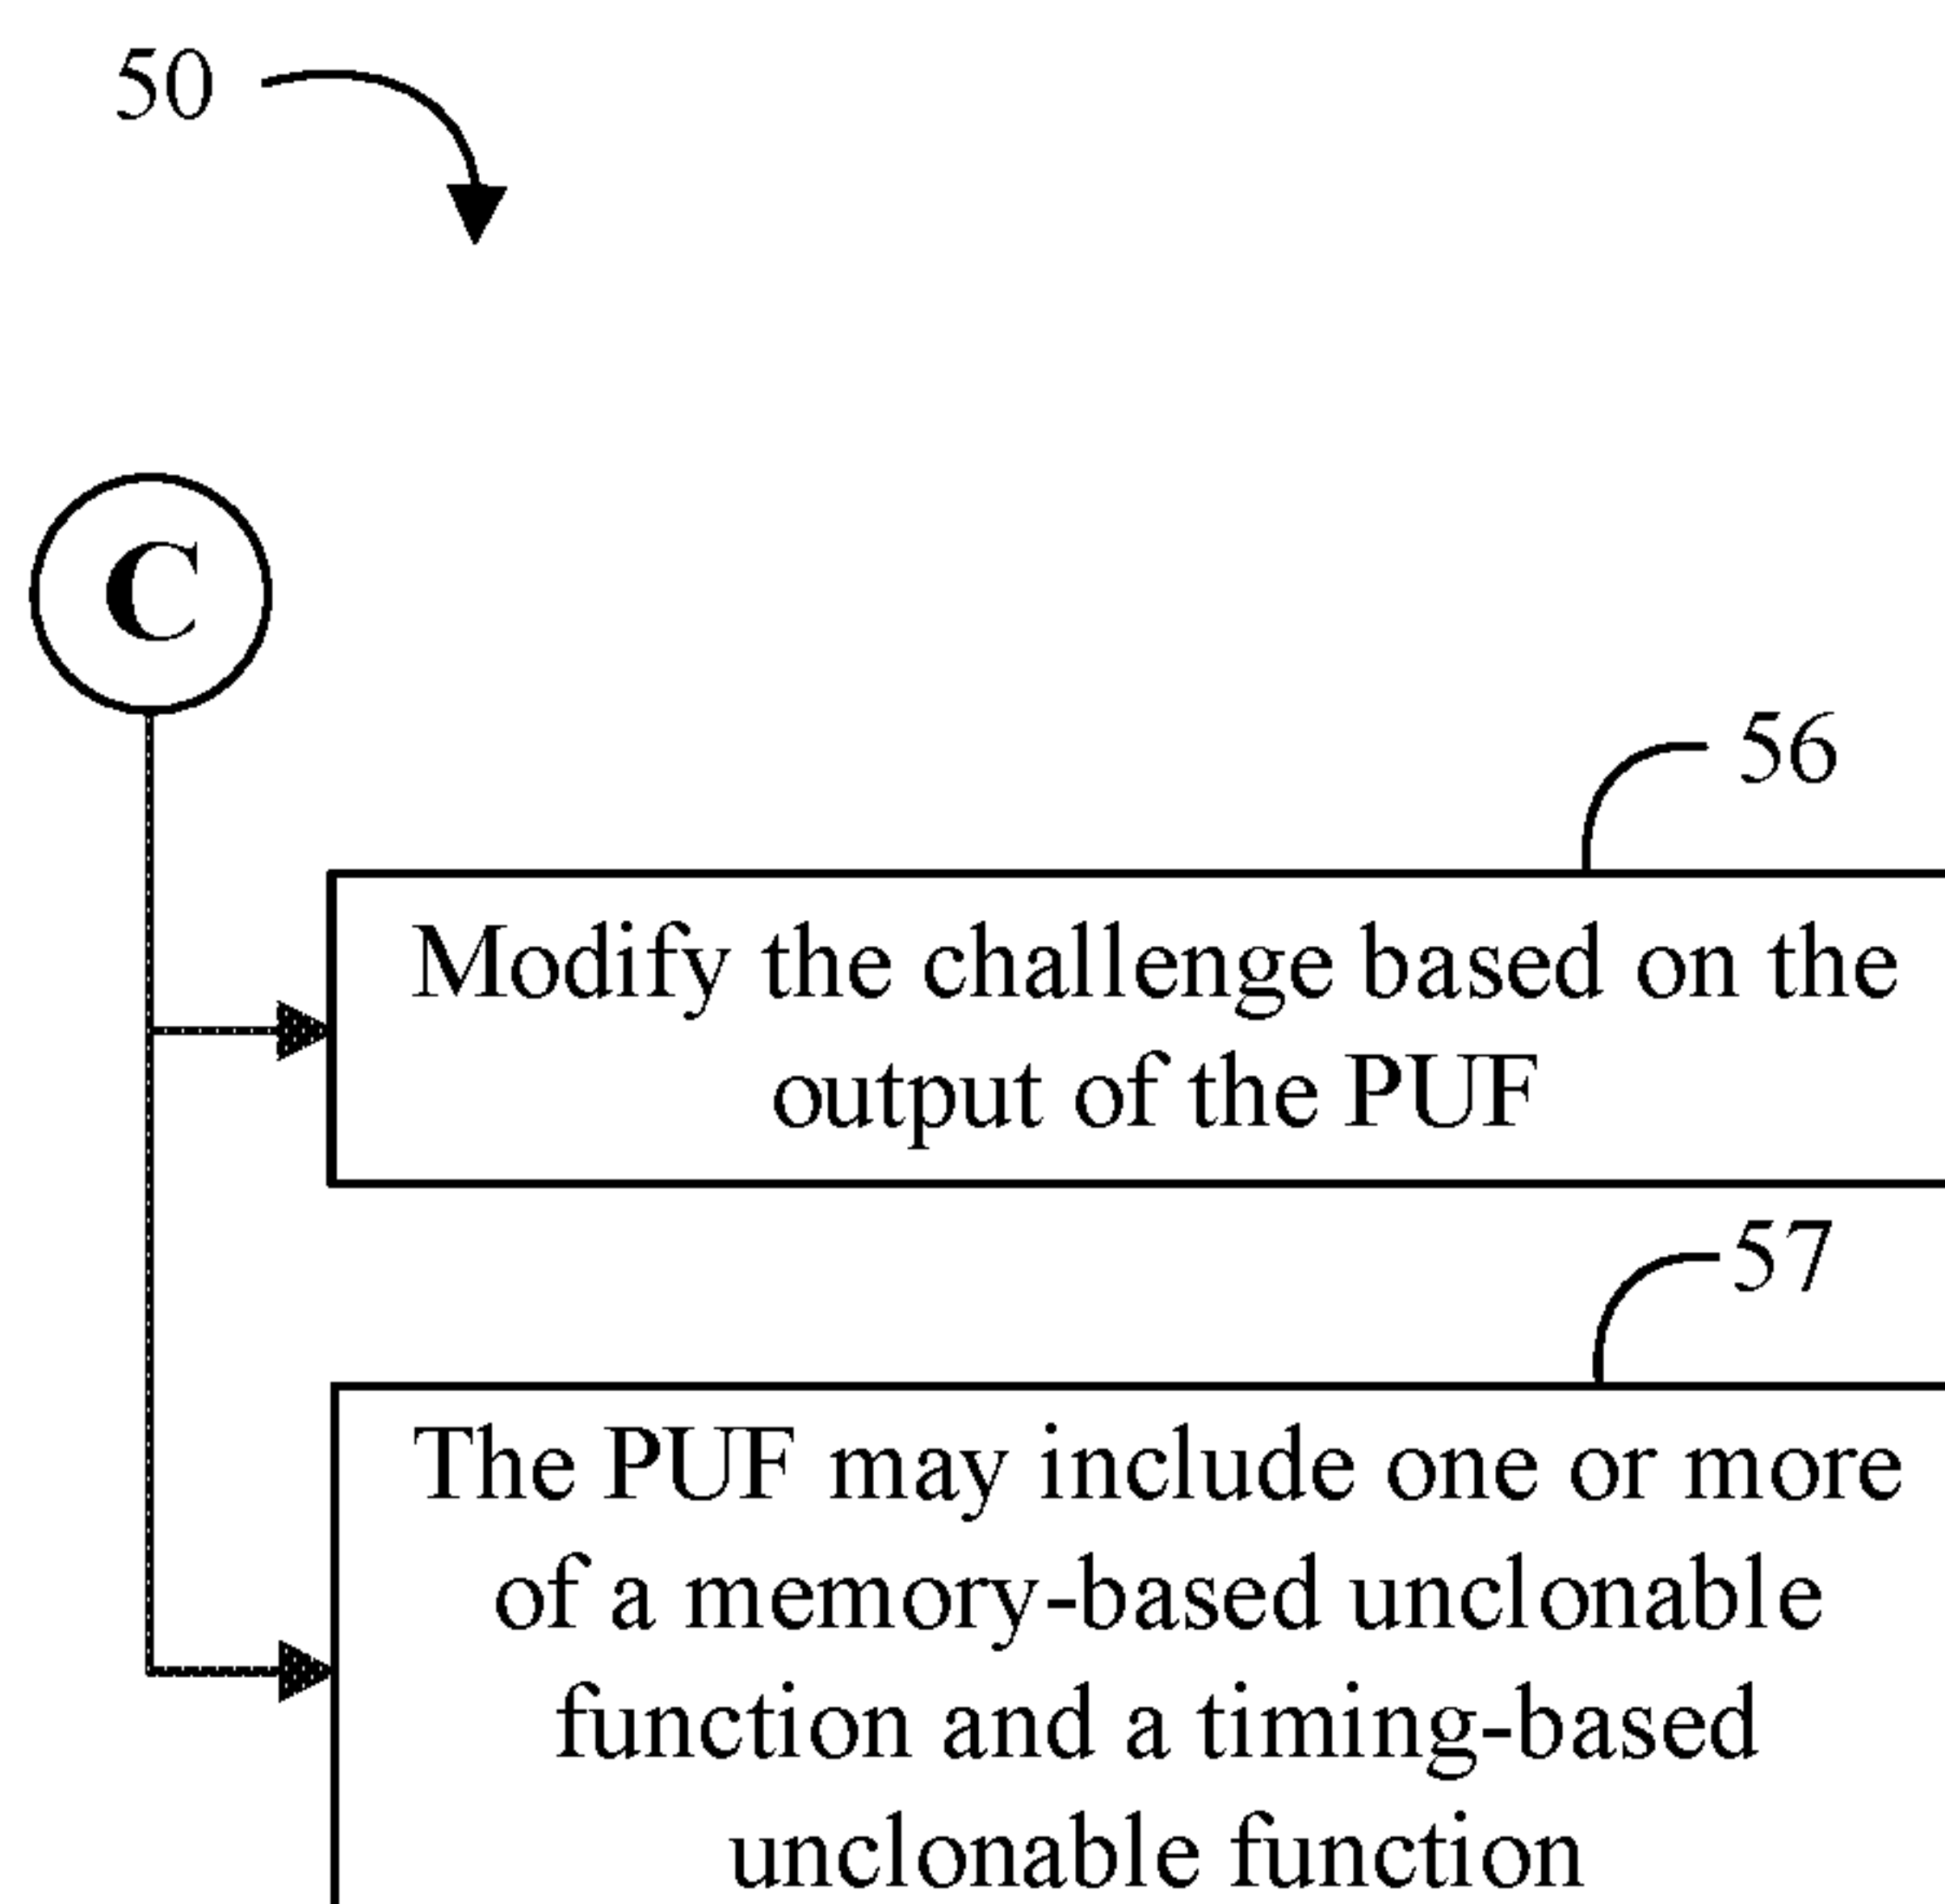 50
C
56
Modify the challenge based on the
output of the PUF
57
The PUF may include one or more
of a memory-based unclonable
function and a timing-based
unclonable function